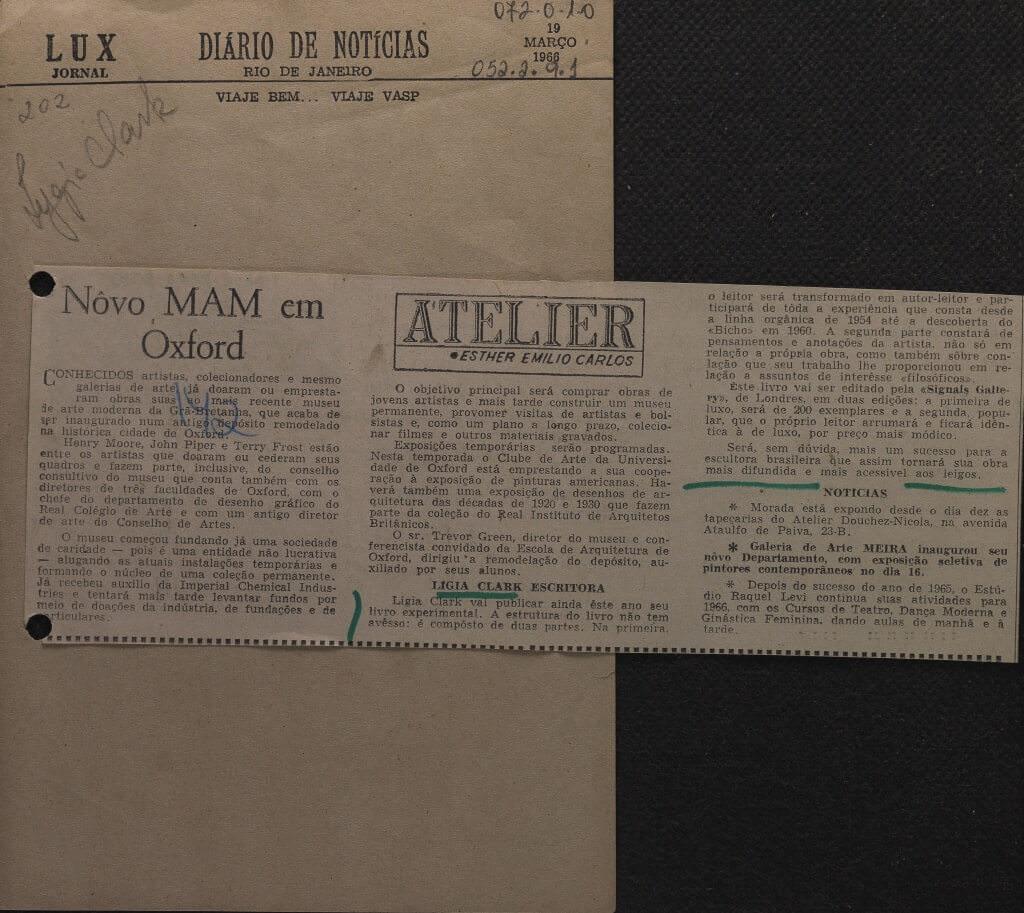 072.0-10
LUX
JORNAL
DIÁRIO DE NOTÍCIAS
RIO DE JANEIRO
19
MARÇO
1966
052.2.9.1
VIAJE BEM... VIAJE VASP
202
Lygia Clark
Nôvo MAM em
Oxford
CONHECIDOS artistas, colecionadores e mesmo
galerias de arte já doaram ou empresta-
ram obras suas mais recente museu
de arte moderna da Grã-Bretanha, que acaba de
ser inaugurado num antigo depósito remodelado
na histórica cidade de Oxford.
Henry Moore, John Piper e Terry Frost estão
entre os artistas que doaram ou cederam seus
quadros e fazem parte, inclusive, do conselho
consultivo do museu que conta também com os
diretores de três faculdades de Oxford, com o
chefe do departamento de desenho gráfico do
Real Colégio de Arte e com um antigo diretor
de arte do Conselho de Artes.
O museu começou fundando já uma sociedade
de caridade — pois é uma entidade não lucrativa
— alugando as atuais instalações temporárias e
formando o núcleo de uma coleção permanente.
Já recebeu auxílio da Imperial Chemical Indus-
tries e tentará mais tarde levantar fundos por
meio de doações da indústria, de fundações e de
particulares.
ATELIER
●ESTHER EMILIO CARLOS
O objetivo principal será comprar obras de
jovens artistas e mais tarde construir um museu
permanente, provomer visitas de artistas e bol-
sistas e, como um plano a longo prazo, colecio-
nar filmes e outros materiais gravados.
Exposições temporárias serão programadas.
Nesta temporada o Clube de Arte da Universi-
dade de Oxford está emprestando a sua coope-
ração à exposição de pinturas americanas. Ha-
verá também uma exposição de desenhos de ar-
quitetura das décadas de 1920 e 1930 que fazem
parte da coleção do Real Instituto de Arquitetos
Britânicos.
O sr. Trevor Green, diretor do museu e con-
ferencista convidado da Escola de Arquitetura de
Oxford, dirigiu a remodelação do depósito, au-
xiliado por seus alunos.
LÍGIA CLARK ESCRITORA
Lígia Clark vai publicar ainda êste ano seu
livro experimental. A estrutura do livro não tem
avêsso: é compôsto de duas partes. Na primeira,
o leitor será transformado em autor-leitor e par-
ticipará de tôda a experiência que consta desde
a linha orgânica de 1954 até a descoberta do
«Bicho» em 1960. A segunda parte constará de
pensamentos e anotações da artista, não só em
relação a própria obra, como também sôbre con-
lação que seu trabalho lhe proporcionou em re-
lação a assuntos de interêsse «filosóficos».
Êste livro vai ser editado pela «Signals Galle-
ry», de Londres, em duas edições: a primeira de
luxo, será de 200 exemplares e a segunda, popu-
lar, que o próprio leitor arrumará e ficará idên-
tica à de luxo, por preço mais módico.
Será, sem dúvida, mais um sucesso para a
escultora brasileira que assim tornará sua obra
mais difundida e mais acessível aos leigos.
NOTÍCIAS
* Morada está expondo desde o dia dez as
tapeçarias do Atelier Douchez-Nicola, na avenida
Ataulfo de Paiva, 23-B.
* Galeria de Arte MEIRA inaugurou seu
nôvo Departamento, com exposição seletiva de
pintores contemporâneos no dia 16.
* Depois do sucesso do ano de 1965, o Estú-
dio Raquel Levi continua suas atividades para
1966, com os Cursos de Teatro, Dança Moderna e
Ginástica Feminina, dando aulas de manhã e à
tarde.